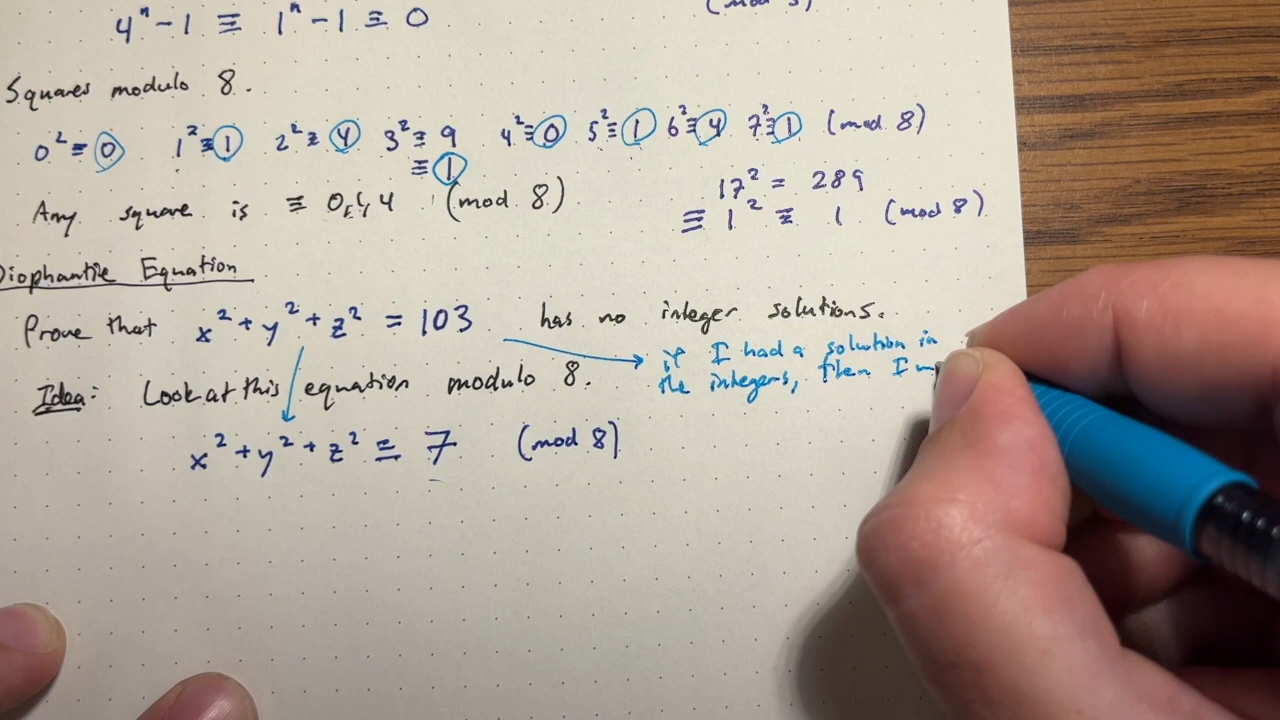 4ⁿ - 1 ≡ 1ⁿ - 1 ≡ 0
Squares modulo 8.
0² ≡ 0 1² ≡ 1 2² ≡ 4 3² ≡ 9 4² ≡ 0 5² ≡ 1 6² ≡ 4 7² ≡ 1 (mod 8)
≡ 1
17² = 289
Any square is ≡ 0, 1, 4 (mod 8)
≡ 1² ≡ 1 (mod 8)
Diophantie Equation
Prove that x² + y² + z² = 103 has no integer solutions.
if I had a solution in
the integers, then I
Idea: Look at this equation modulo 8.
x² + y² + z² ≡ 7 (mod 8)